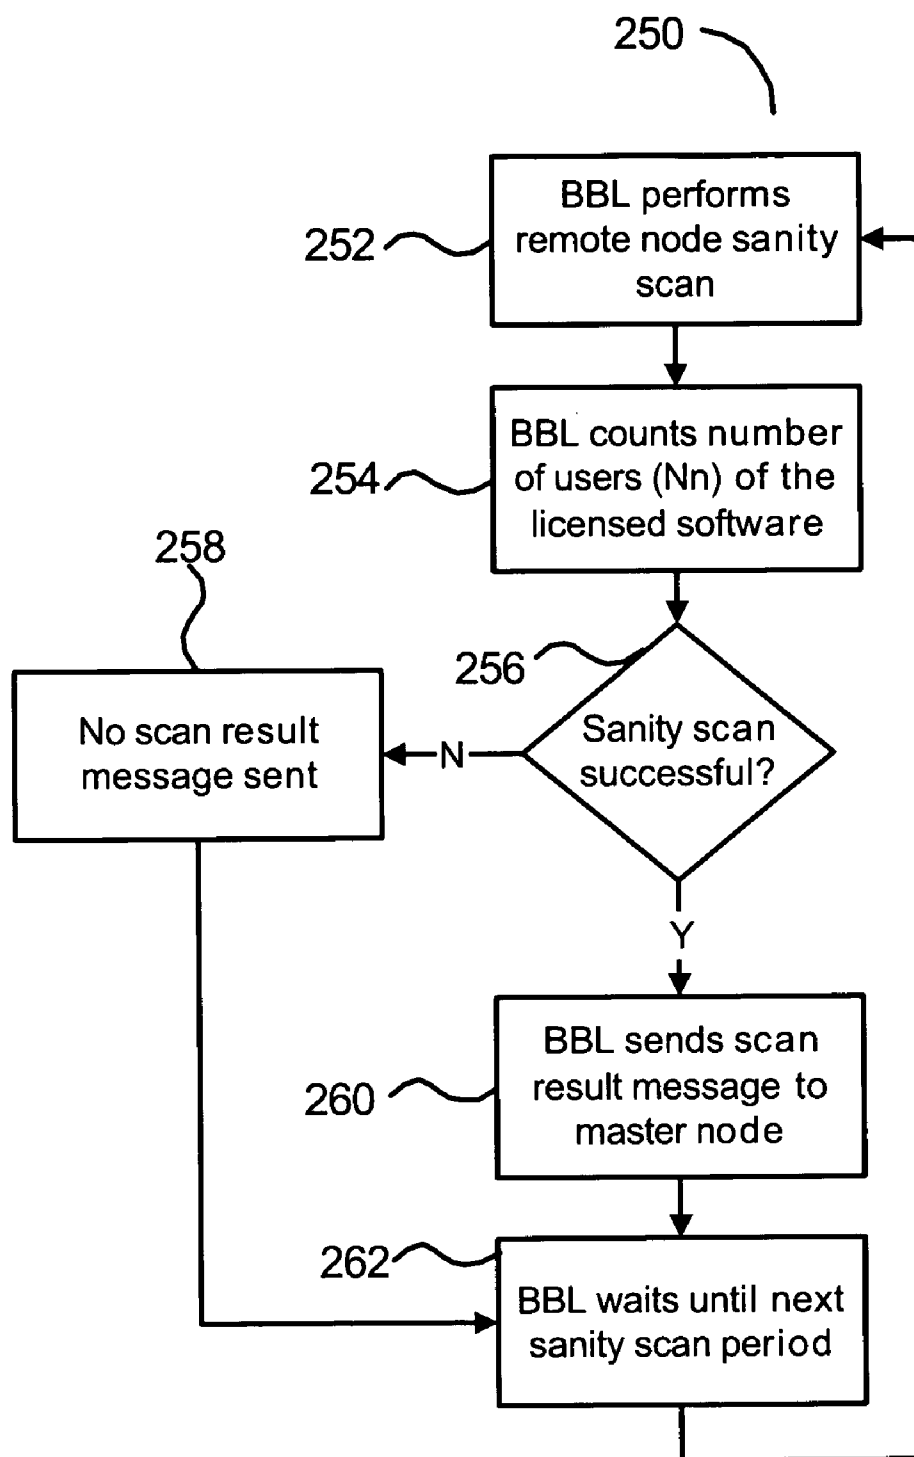 250
252
BBL performs
remote node sanity
scan
254
BBL counts number
of users (Nn) of the
licensed software
256
Sanity scan
successful?
N
258
No scan result
message sent
Y
260
BBL sends scan
result message to
master node
262
BBL waits until next
sanity scan period